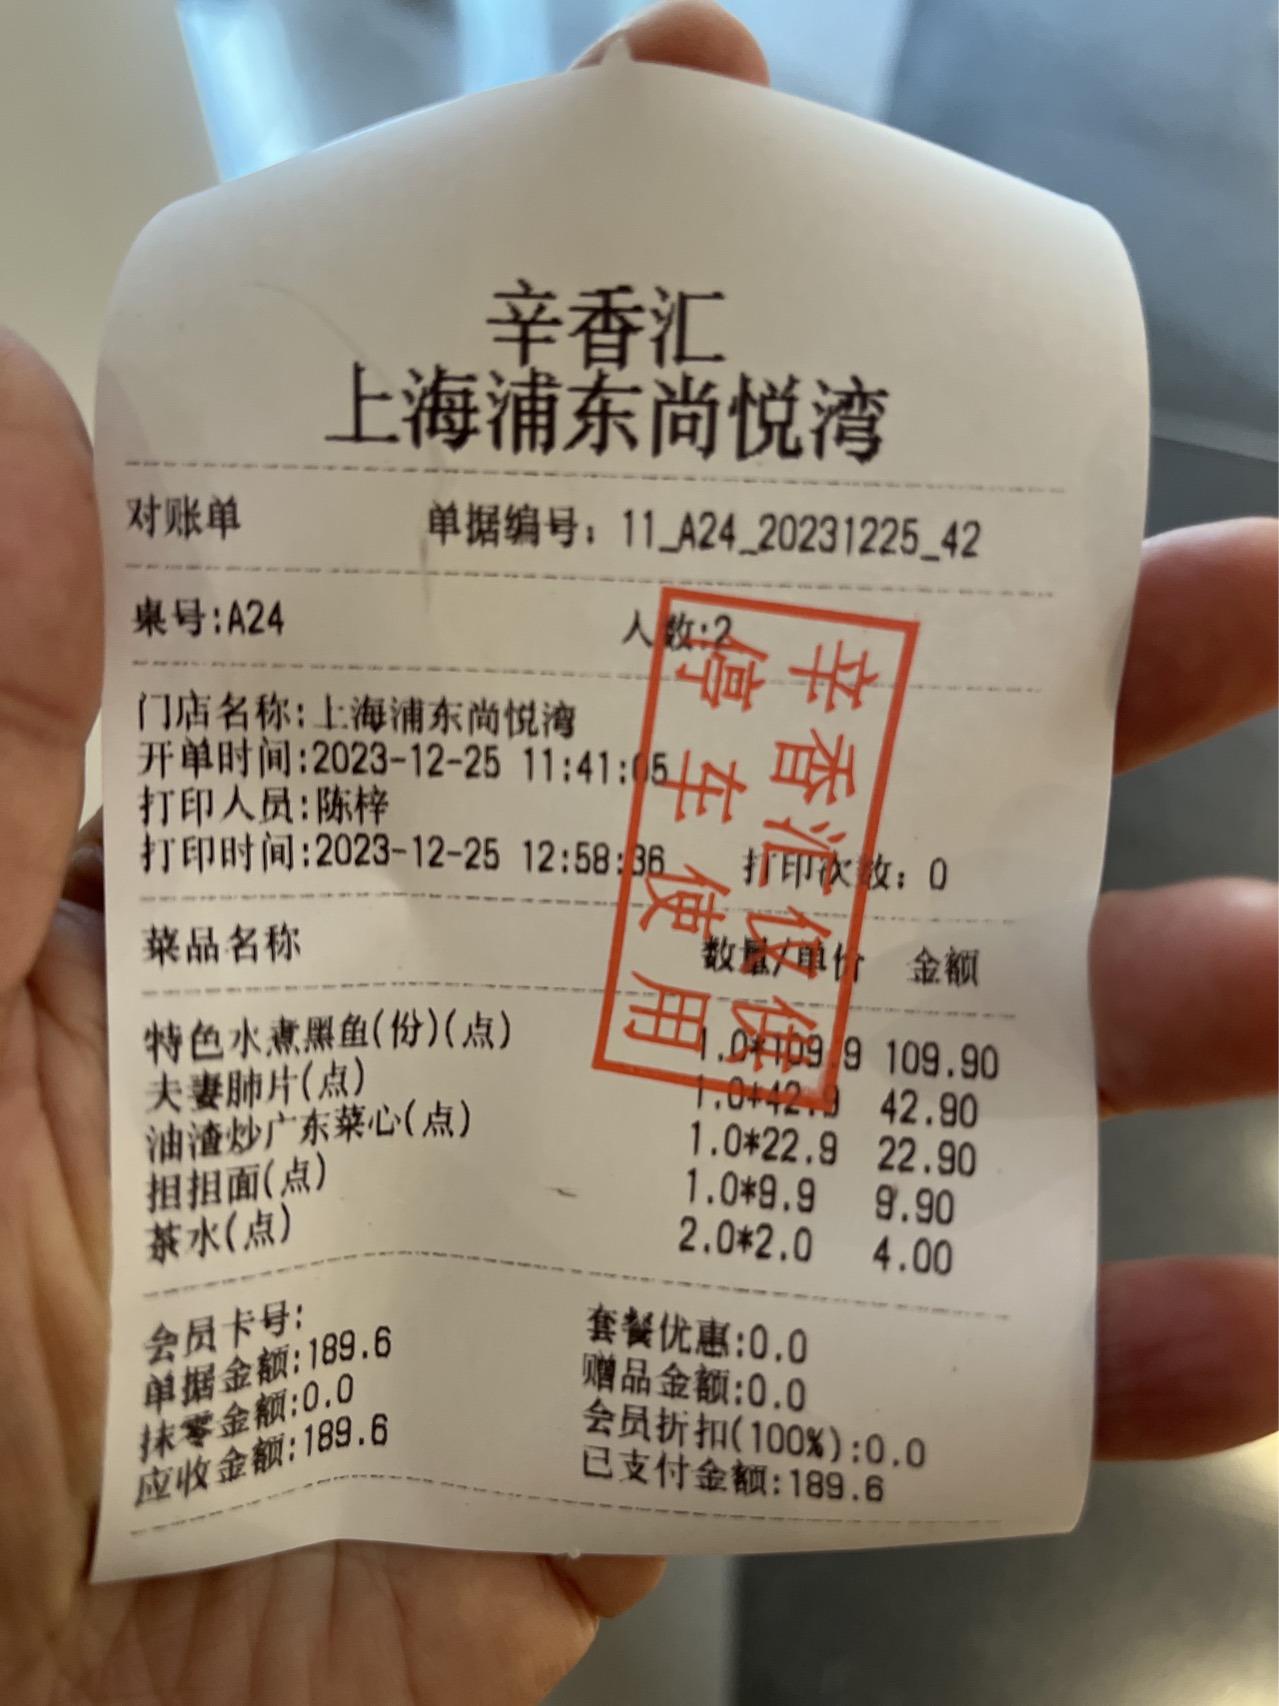 辛香汇
上海浦东尚悦湾
对账单 单据编号：11_A24_20231225_42
桌号:A24 人数:2
门店名称:上海浦东尚悦湾
开单时间:2023-12-25 11:41:05
打印人员:陈梓
打印时间:2023-12-25 12:58:36 打印次数：0
菜品名称 数量/单价 金额
特色水煮黑鱼(份)(点) 1.0*109.9 109.90
夫妻肺片(点) 1.0*42.9 42.90
油渣炒广东菜心(点) 1.0*22.9 22.90
担担面(点) 1.0*9.9 9.90
茶水(点) 2.0*2.0 4.00
会员卡号: 套餐优惠:0.0
单据金额:189.6 赠品金额:0.0
抹零金额:0.0 会员折扣(100%):0.0
应收金额:189.6 已支付金额:189.6
辛香汇仅供
停车使用